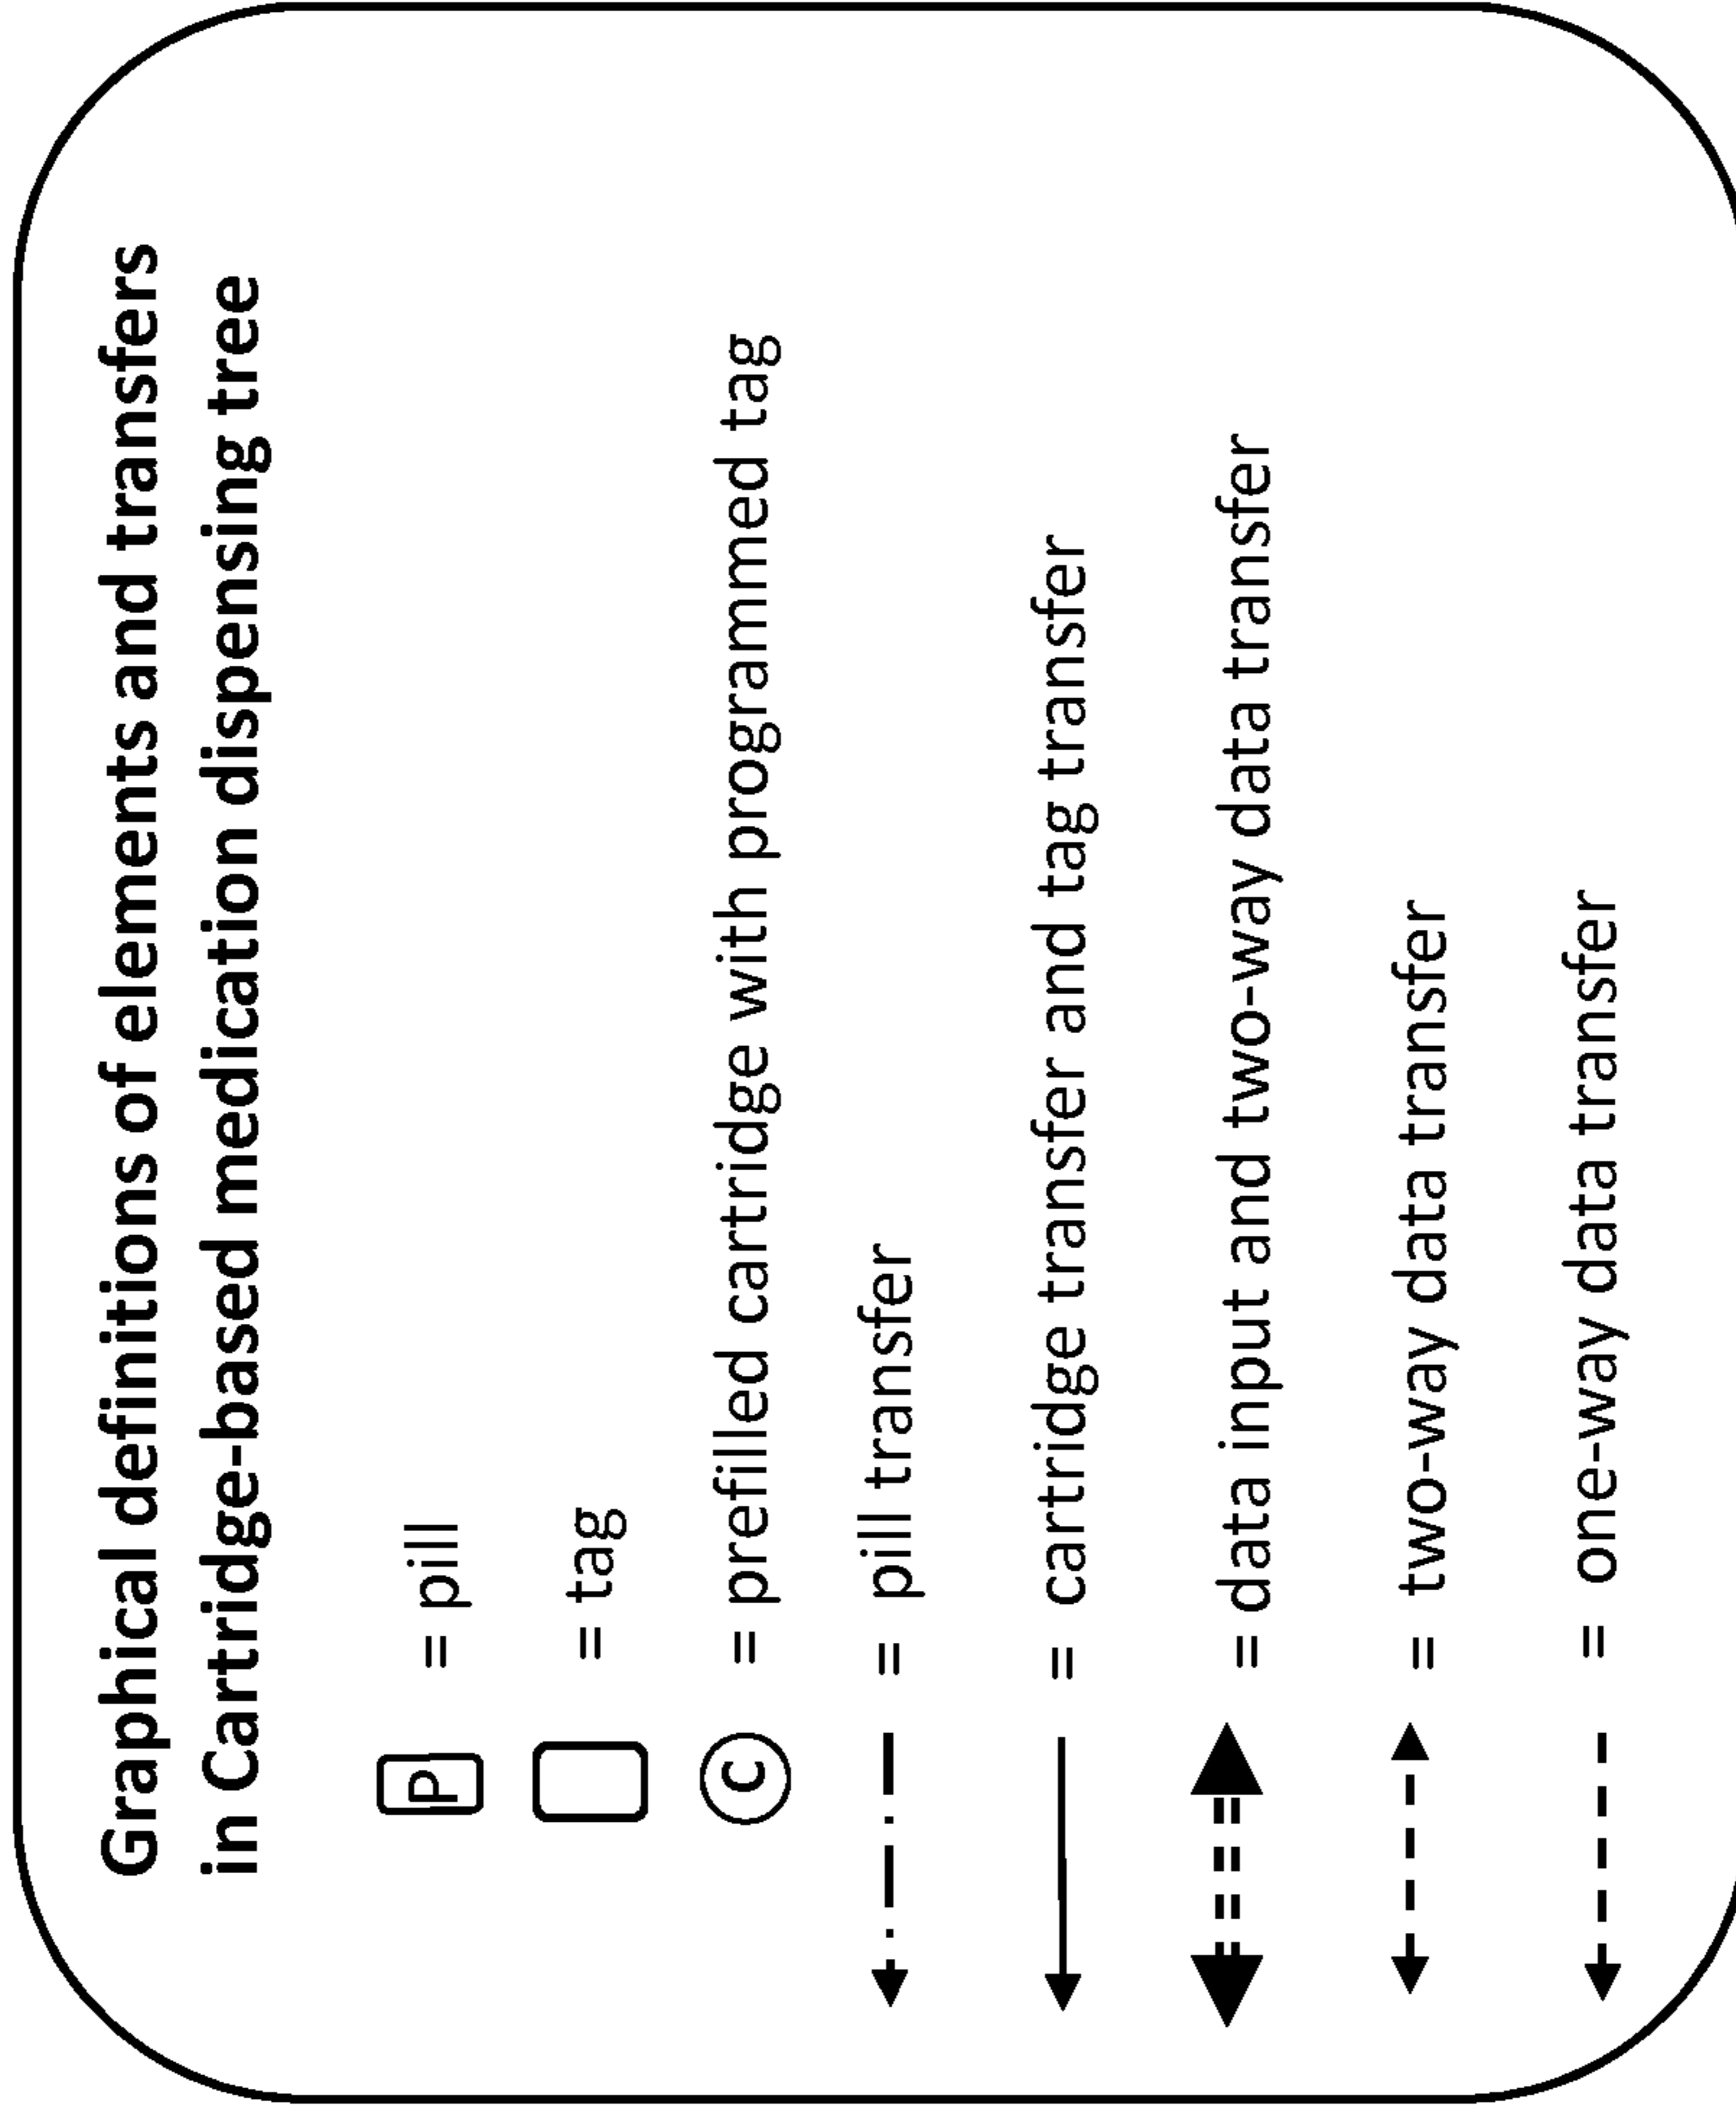 Graphical definitions of elements and transfers
in Cartridge-based medication dispensing tree
P = pill
= tag
C = prefilled cartridge with programmed tag
= pill transfer
= cartridge transfer and tag transfer
= data input and two-way data transfer
= two-way data transfer
= one-way data transfer